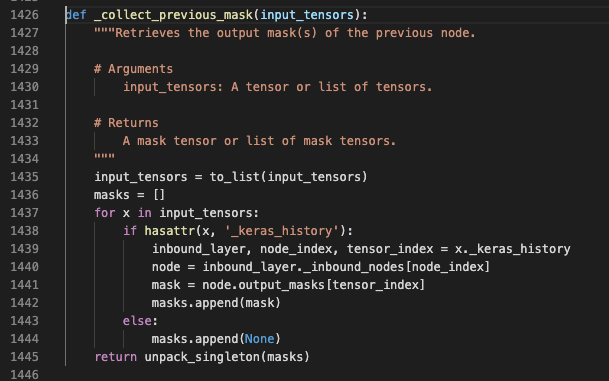 1426 def _collect_previous_mask(input_tensors):
1427     """Retrieves the output mask(s) of the previous node.
1428
1429     # Arguments
1430         input_tensors: A tensor or list of tensors.
1431
1432     # Returns
1433         A mask tensor or list of mask tensors.
1434     """
1435     input_tensors = to_list(input_tensors)
1436     masks = []
1437     for x in input_tensors:
1438         if hasattr(x, '_keras_history'):
1439             inbound_layer, node_index, tensor_index = x._keras_history
1440             node = inbound_layer._inbound_nodes[node_index]
1441             mask = node.output_masks[tensor_index]
1442             masks.append(mask)
1443         else:
1444             masks.append(None)
1445     return unpack_singleton(masks)
1446